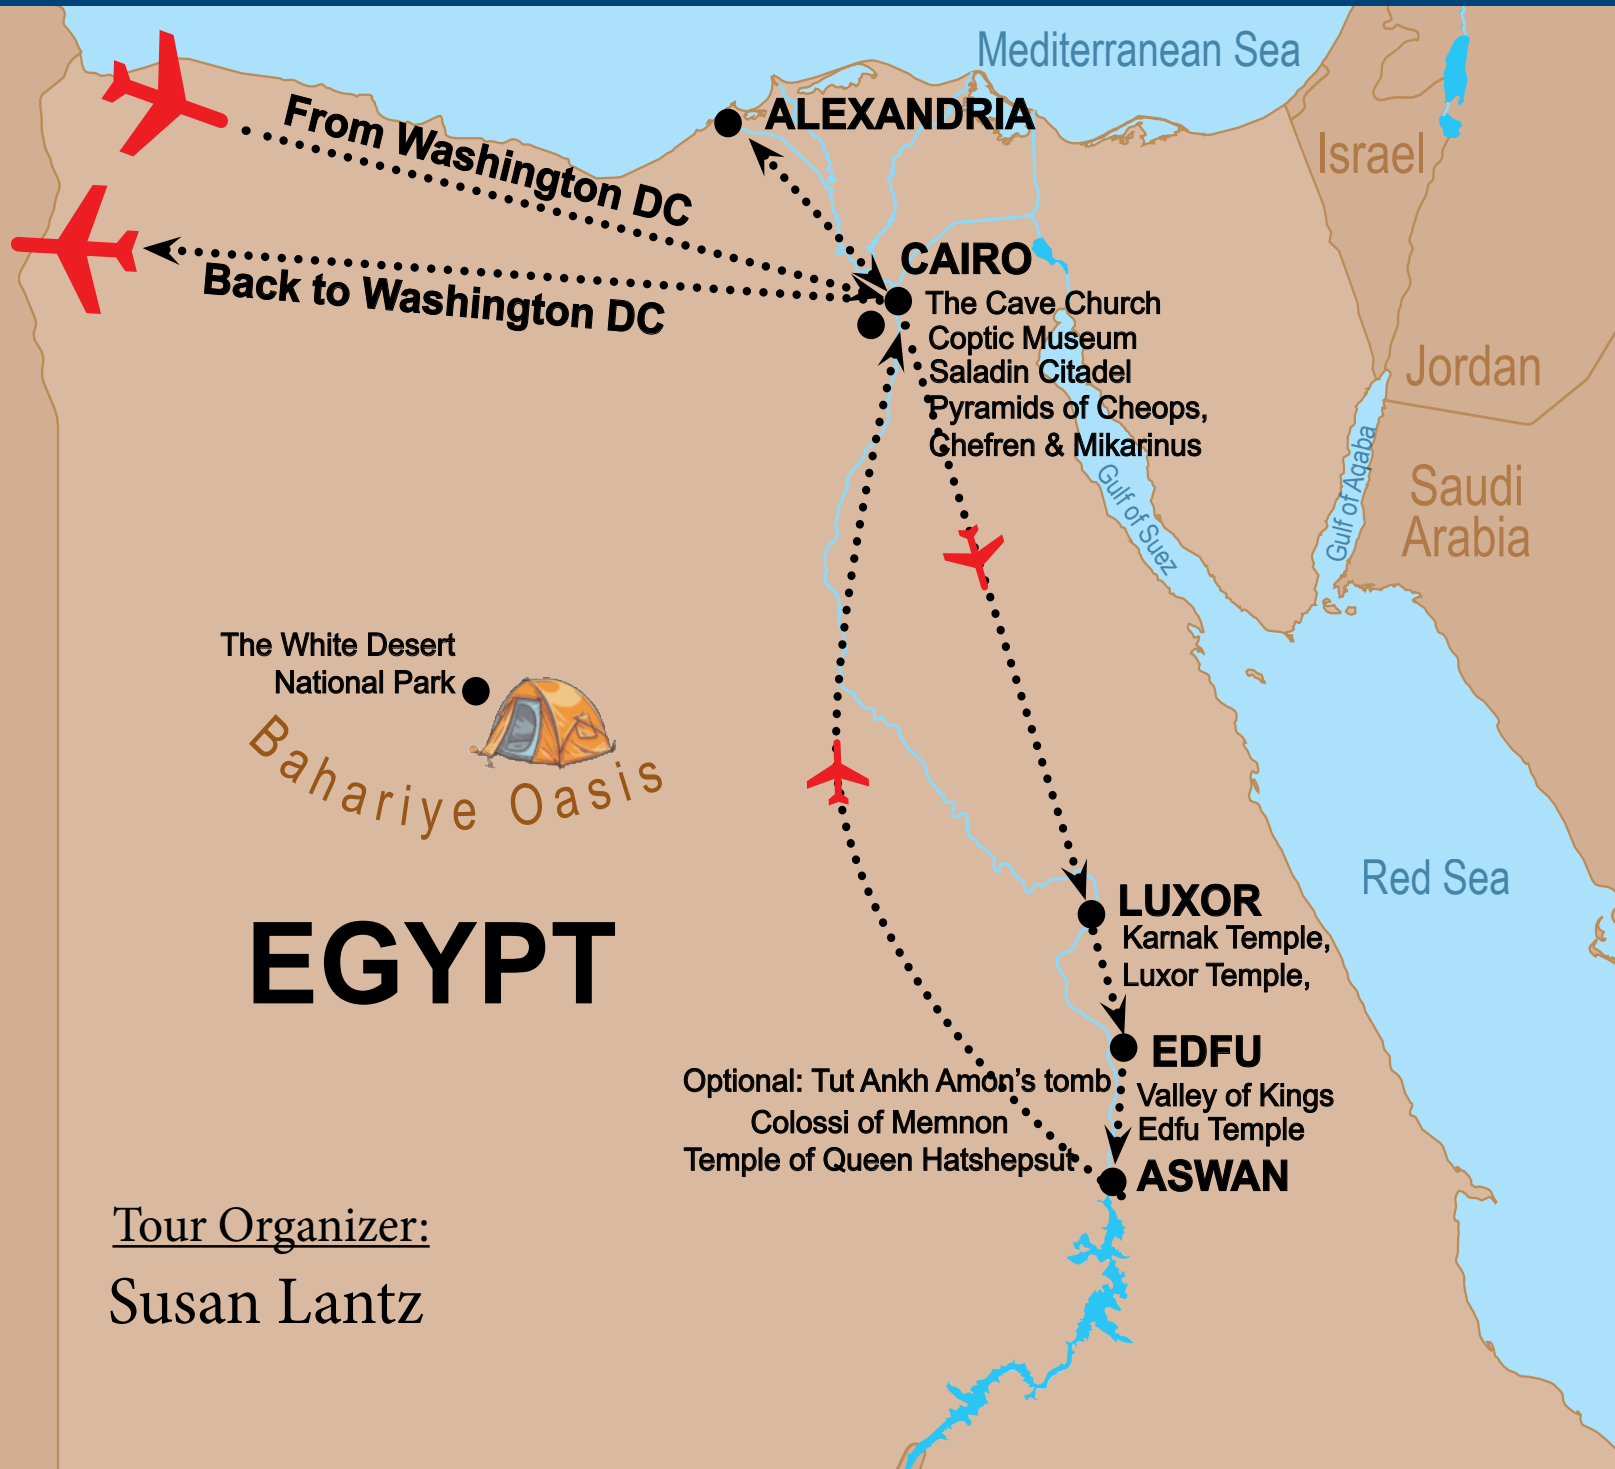 Mediterranean Sea
ALEXANDRIA
From Washington DC
Israel
CAIRO
Back to Washington DC
The Cave Church
Coptic Museum
Saladin Citadel
Pyramids of Cheops,
Chefren & Mikarinus
Jordan
Gulf of Suez
Gulf of Aqaba
Saudi
Arabia
The White Desert
National Park
Bahariye Oasis
Red Sea
LUXOR
Karnak Temple,
Luxor Temple,
EGYPT
EDFU
Optional: Tut Ankh Amon's tomb
Valley of Kings
Colossi of Memnon
Edfu Temple
Temple of Queen Hatshepsut
ASWAN
Tour Organizer:
Susan Lantz